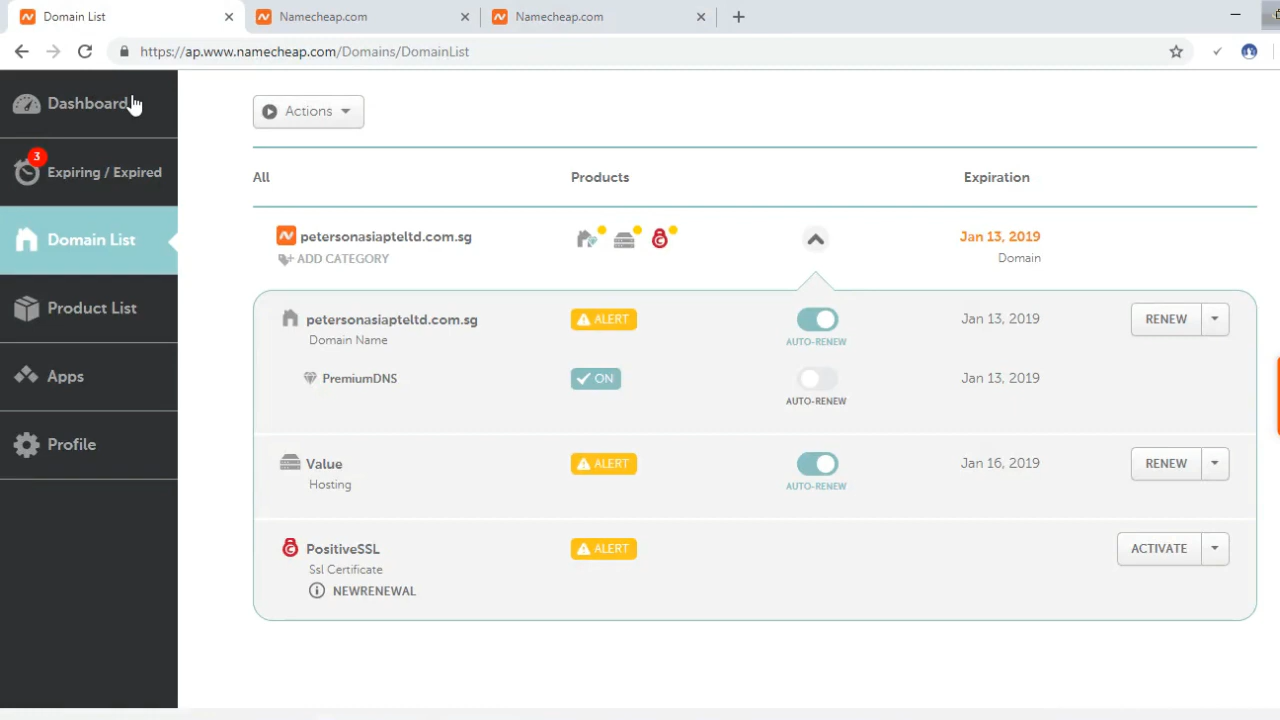 Domain List
Namecheap.com
Namecheap.com
https://ap.www.namecheap.com/Domains/DomainList
Dashboard
Actions
3
Expiring / Expired
All Products Expiration
Domain List
petersonasiapteltd.com.sg Jan 13, 2019
ADD CATEGORY Domain
Product List
petersonasiapteltd.com.sg ALERT Jan 13, 2019 RENEW
Domain Name AUTO-RENEW
Apps
PremiumDNS ON Jan 13, 2019
AUTO-RENEW
Profile
Value ALERT Jan 16, 2019 RENEW
Hosting AUTO-RENEW
PositiveSSL ALERT ACTIVATE
Ssl Certificate
NEWRENEWAL